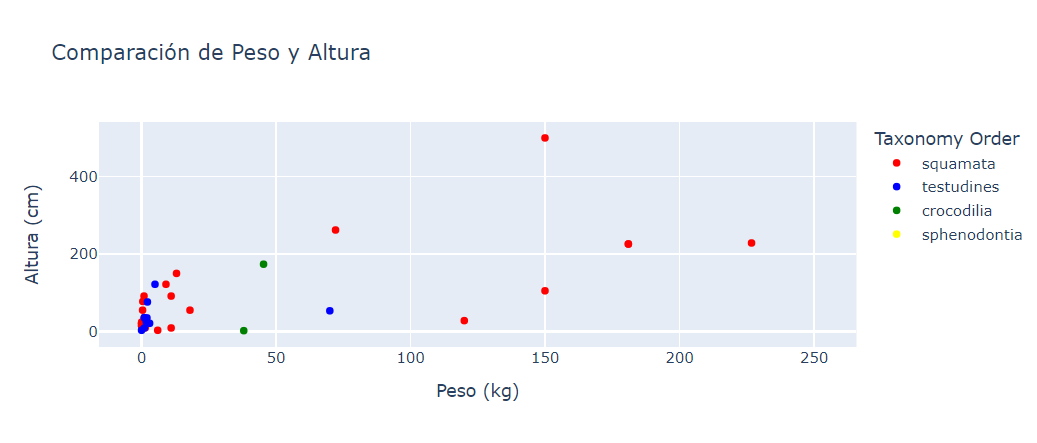 Comparación de Peso y Altura
Taxonomy Order
squamata
testudines
crocodilia
sphenodontia
Altura (cm)
400
200
0
0 50 100 150 200 250
Peso (kg)